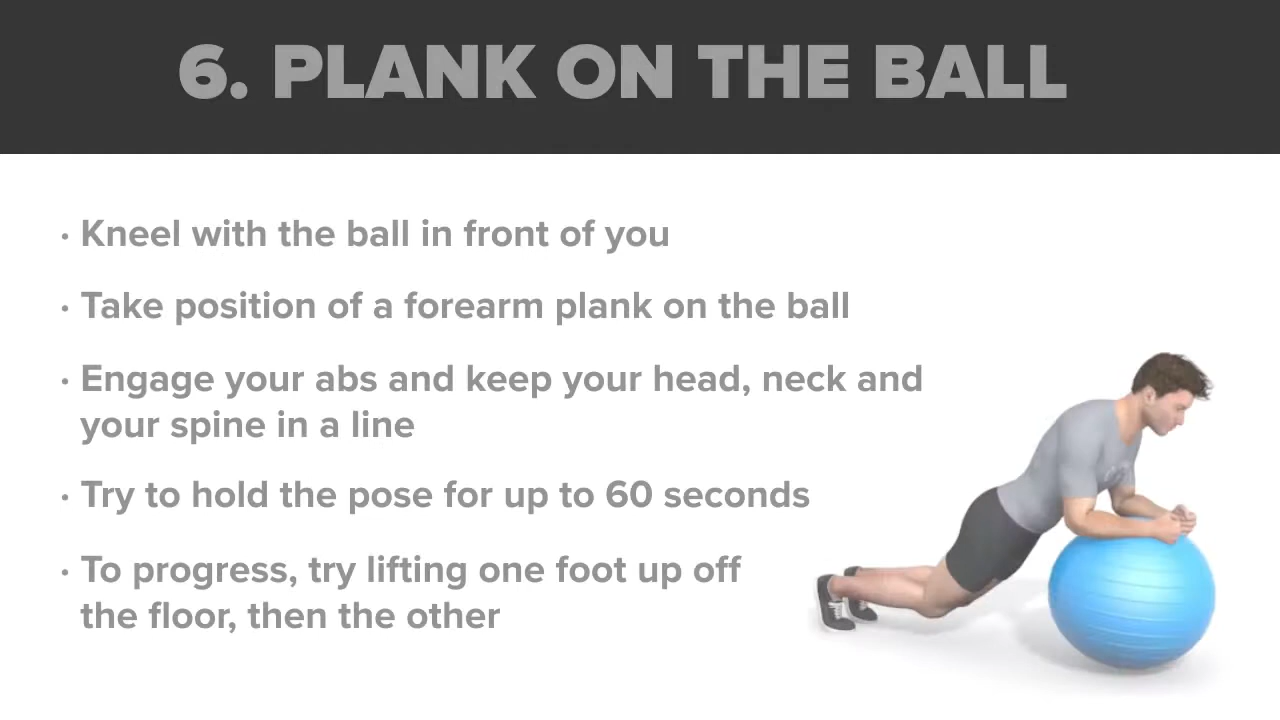 6. PLANK ON THE BALL
· Kneel with the ball in front of you
· Take position of a forearm plank on the ball
· Engage your abs and keep your head, neck and
your spine in a line
· Try to hold the pose for up to 60 seconds
· To progress, try lifting one foot up off
the floor, then the other